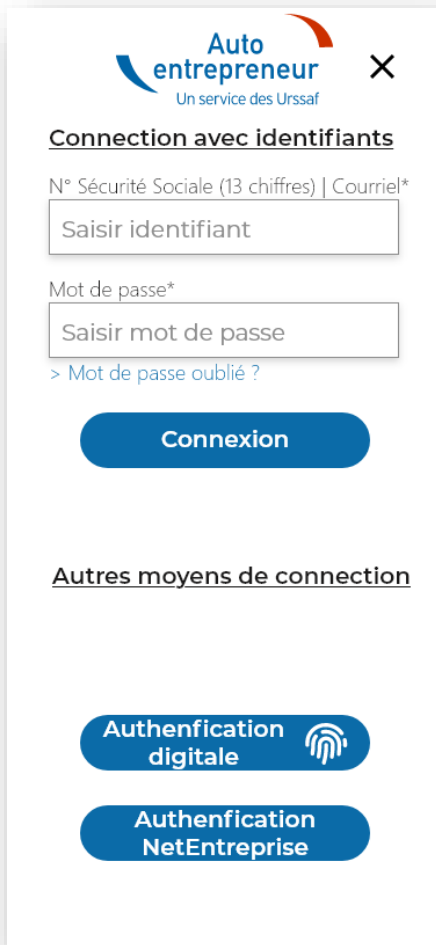 Auto
entrepreneur
Un service des Urssaf
Connection avec identifiants
N° Sécurité Sociale (13 chiffres) | Courriel*
Saisir identifiant
Mot de passe*
Saisir mot de passe
> Mot de passe oublié ?
Connexion
Autres moyens de connection
Authenfication
digitale
Authenfication
NetEntreprise